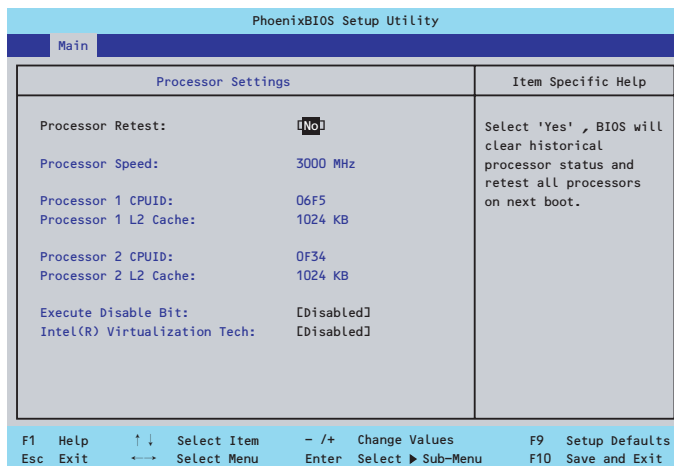 PhoenixBIOS Setup Utility
Main
Processor Settings
Item Specific Help
Processor Retest: [No]
Processor Speed: 3000 MHz
Processor 1 CPUID: 06F5
Processor 1 L2 Cache: 1024 KB
Processor 2 CPUID: 0F34
Processor 2 L2 Cache: 1024 KB
Execute Disable Bit: [Disabled]
Intel(R) Virtualization Tech: [Disabled]
Select 'Yes' , BIOS will
clear historical
processor status and
retest all processors
on next boot.
F1 Help ↑↓ Select Item - /+ Change Values F9 Setup Defaults
Esc Exit ←→ Select Menu Enter Select ▶ Sub-Menu F10 Save and Exit